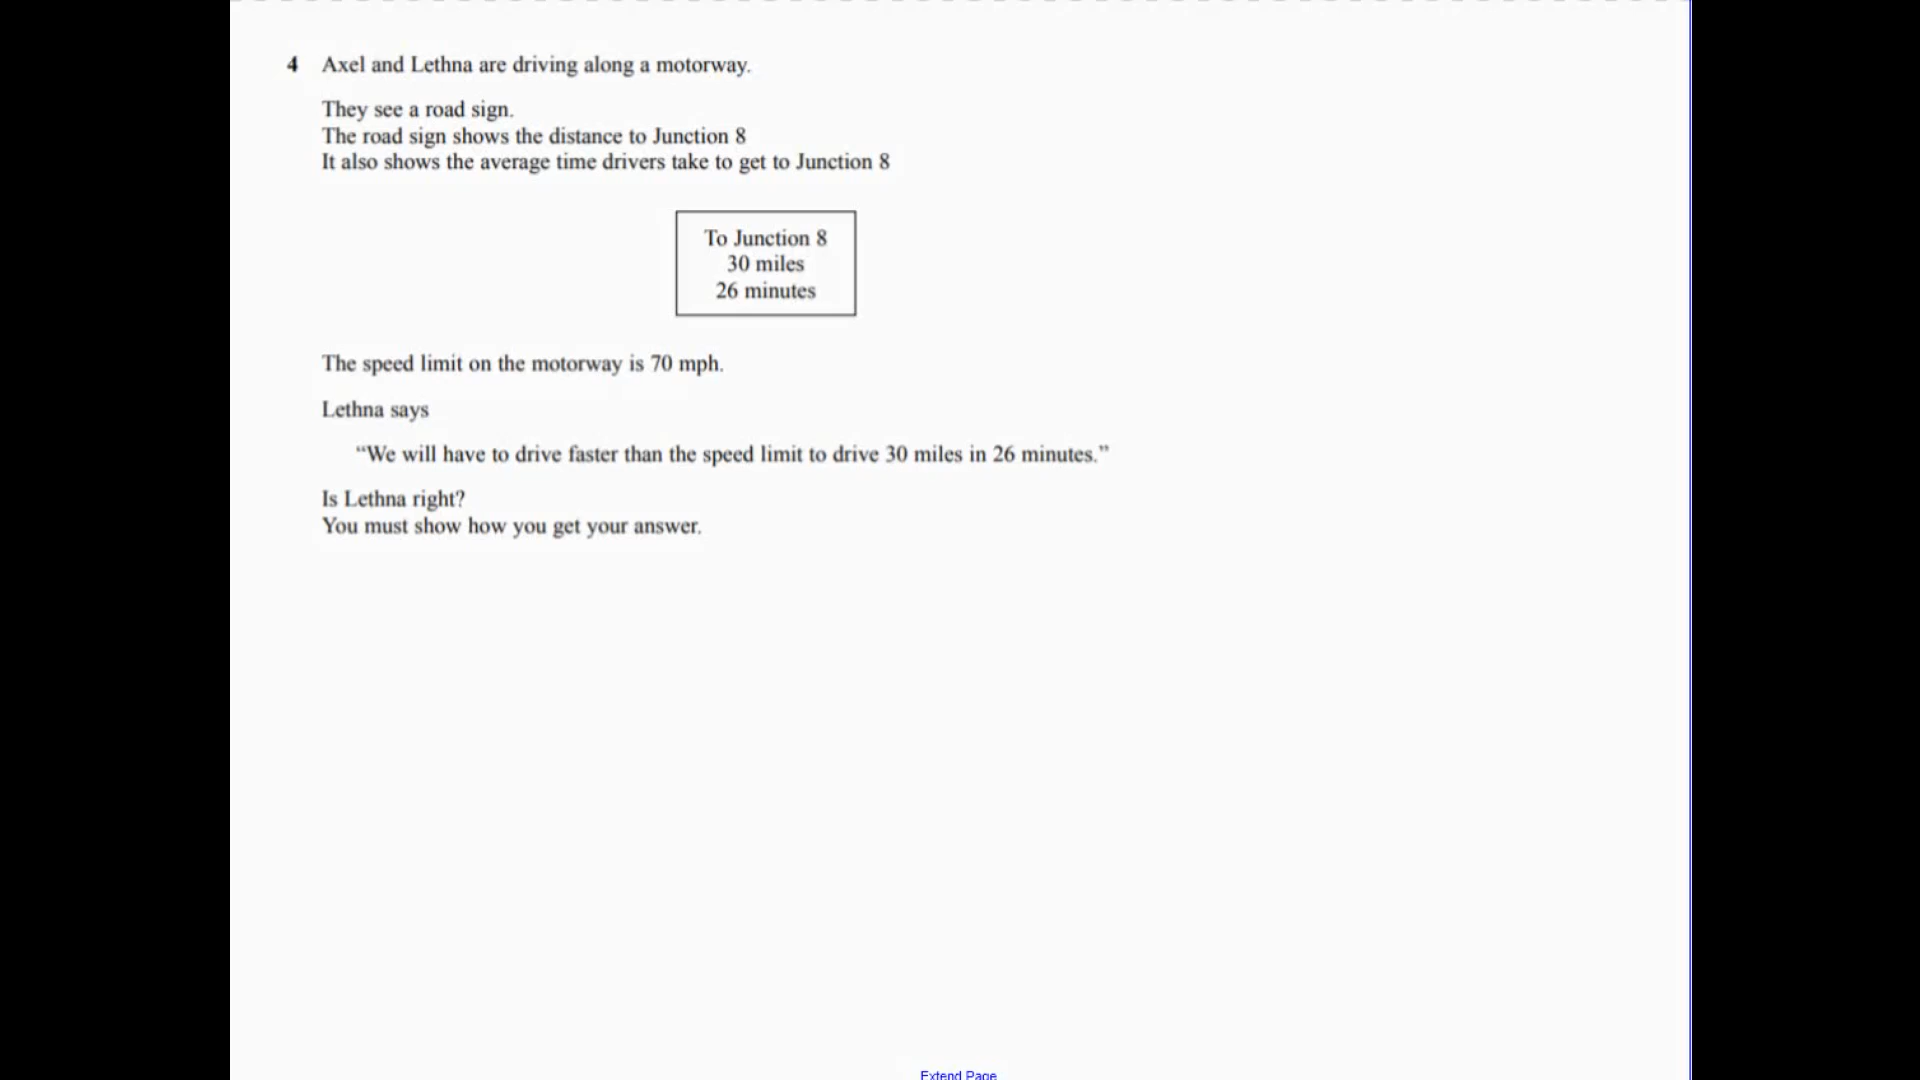 4 Axel and Lethna are driving along a motorway.
They see a road sign.
The road sign shows the distance to Junction 8
It also shows the average time drivers take to get to Junction 8
To Junction 8
30 miles
26 minutes
The speed limit on the motorway is 70 mph.
Lethna says
“We will have to drive faster than the speed limit to drive 30 miles in 26 minutes.”
Is Lethna right?
You must show how you get your answer.
Extend Page